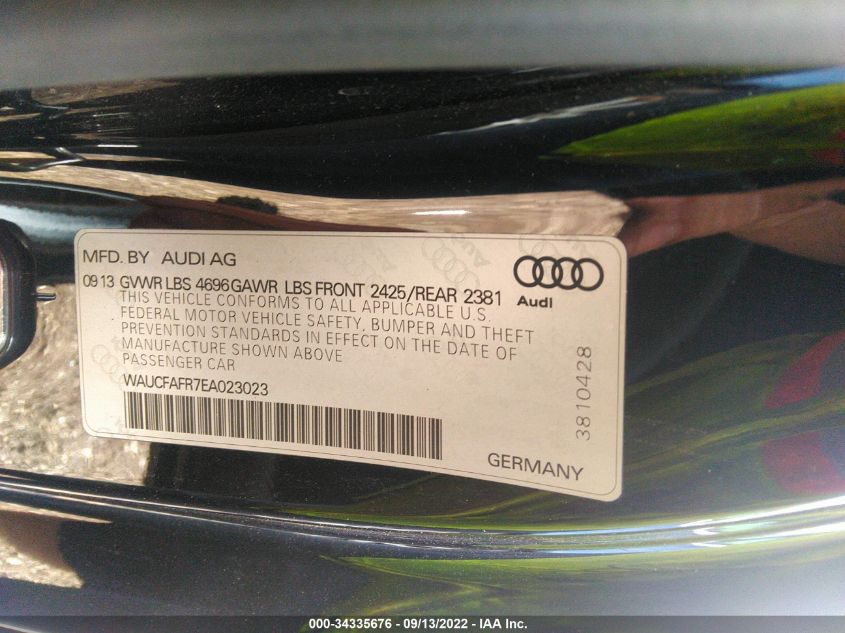 MFD. BY AUDI AG
09 13 GVWR LBS 4696 GAWR LBS FRONT 2425/REAR 2381
THIS VEHICLE CONFORMS TO ALL APPLICABLE U.S.
FEDERAL MOTOR VEHICLE SAFETY, BUMPER AND THEFT
PREVENTION STANDARDS IN EFFECT ON THE DATE OF
MANUFACTURE SHOWN ABOVE
PASSENGER CAR
WAUCFAFR7EA023023
Audi
3810428
GERMANY
000-34335676 - 09/13/2022 - IAA Inc.